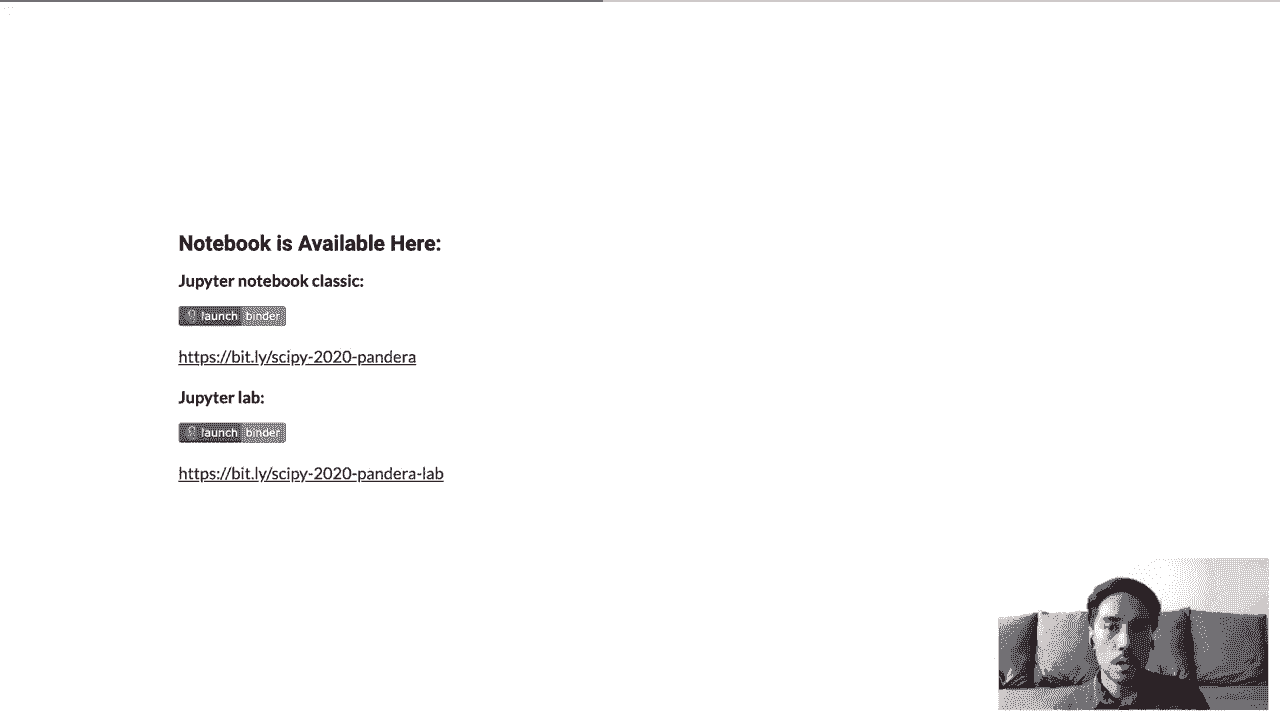 Notebook is Available Here:
Jupyter notebook classic:
launch binder
https://bit.ly/scipy-2020-pandera
Jupyter lab:
launch binder
https://bit.ly/scipy-2020-pandera-lab